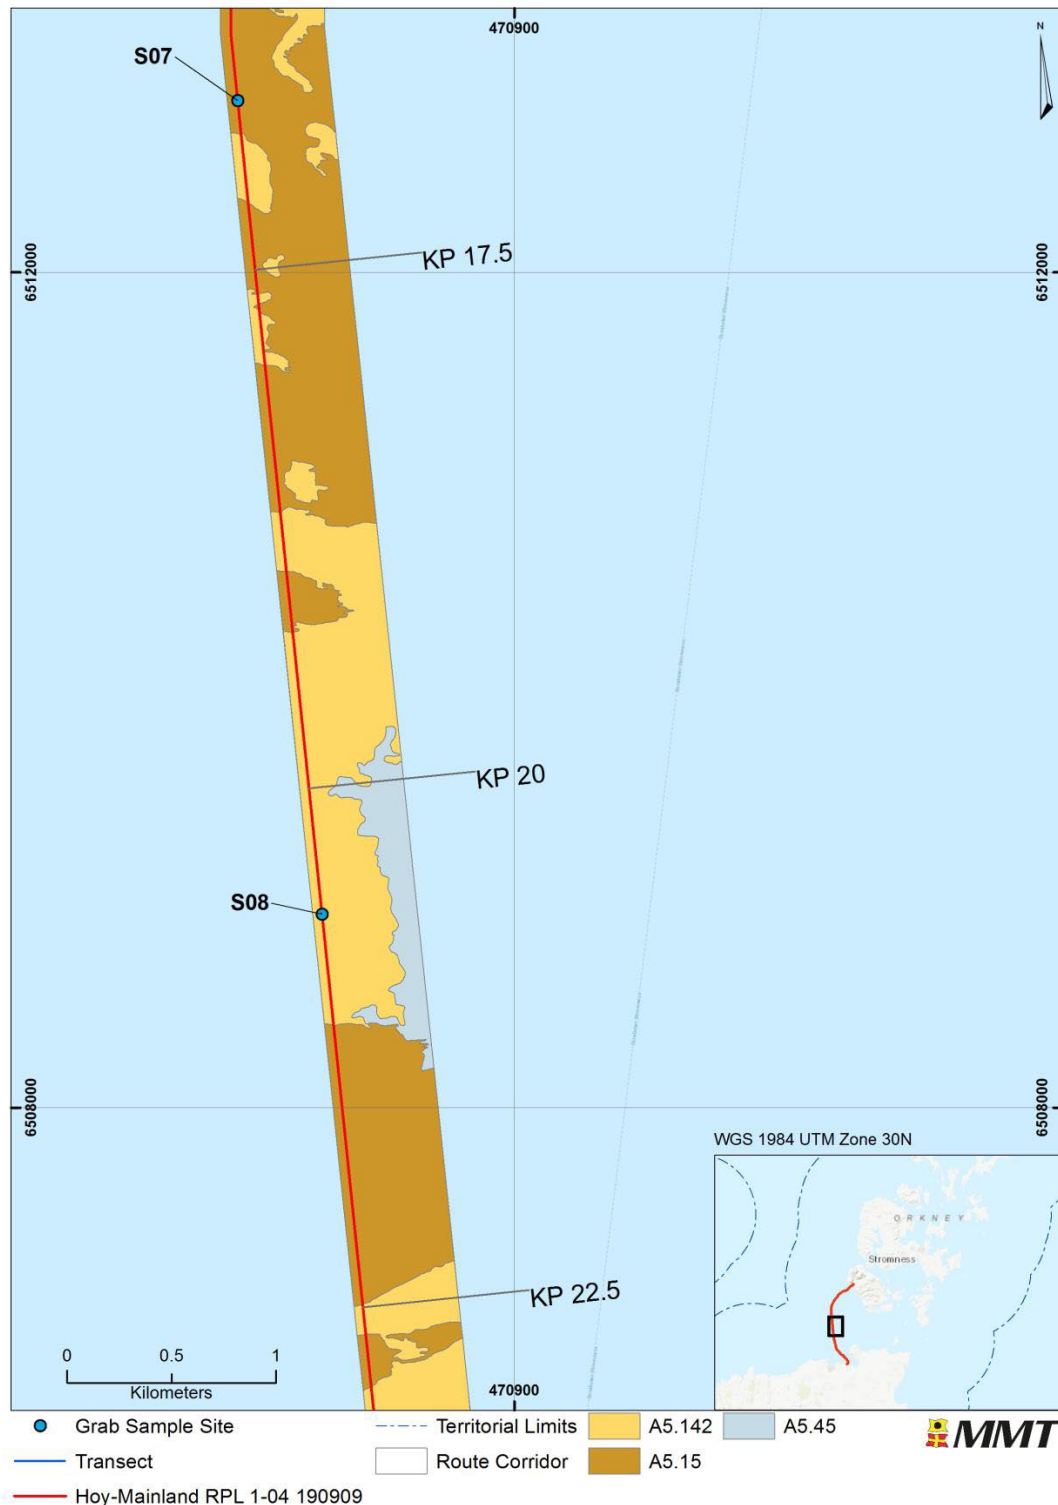 470900
N
S07
KP 17.5
6512000
6512000
KP 20
S08
6508000
6508000
WGS 1984 UTM Zone 30N
ORKNEY
Stromness
KP 22.5
0 0.5 1
Kilometers
470900
Grab Sample Site
Transect
Hoy-Mainland RPL 1-04 190909
Territorial Limits
Route Corridor
A5.142
A5.15
A5.45
MMT